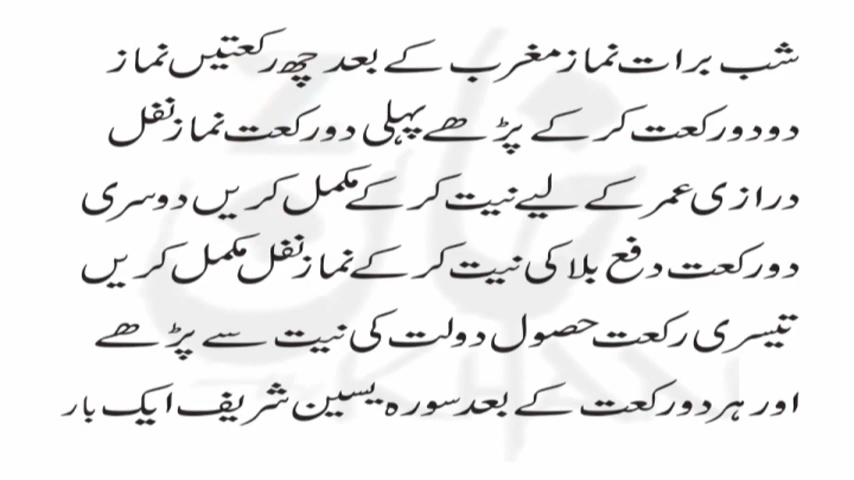 شب برات نماز مغرب کے بعد چھ رکعتیں نماز
دو دو رکعت کر کے پڑھے پہلی دو رکعت نماز نفل
درازی عمر کے لیے نیت کر کے مکمل کریں دوسری
دو رکعت دفع بلا کی نیت کر کے نماز نفل مکمل کریں
تیسری رکعت حصول دولت کی نیت سے پڑھے
اور ہر دو رکعت کے بعد سورہ یسین شریف ایک بار